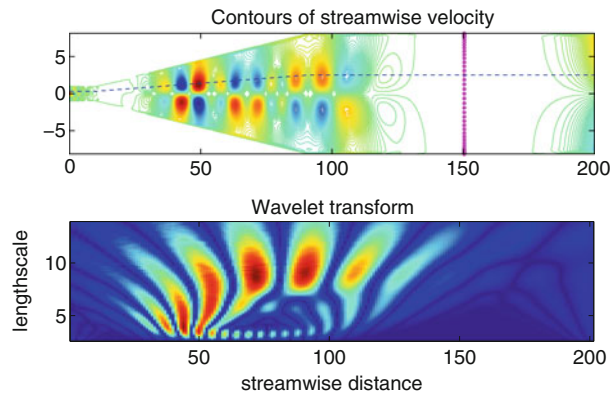 Contours of streamwise velocity
5
0
−5
0 50 100 150 200
Wavelet transform
lengthscale
10
5
50 100 150 200
streamwise distance